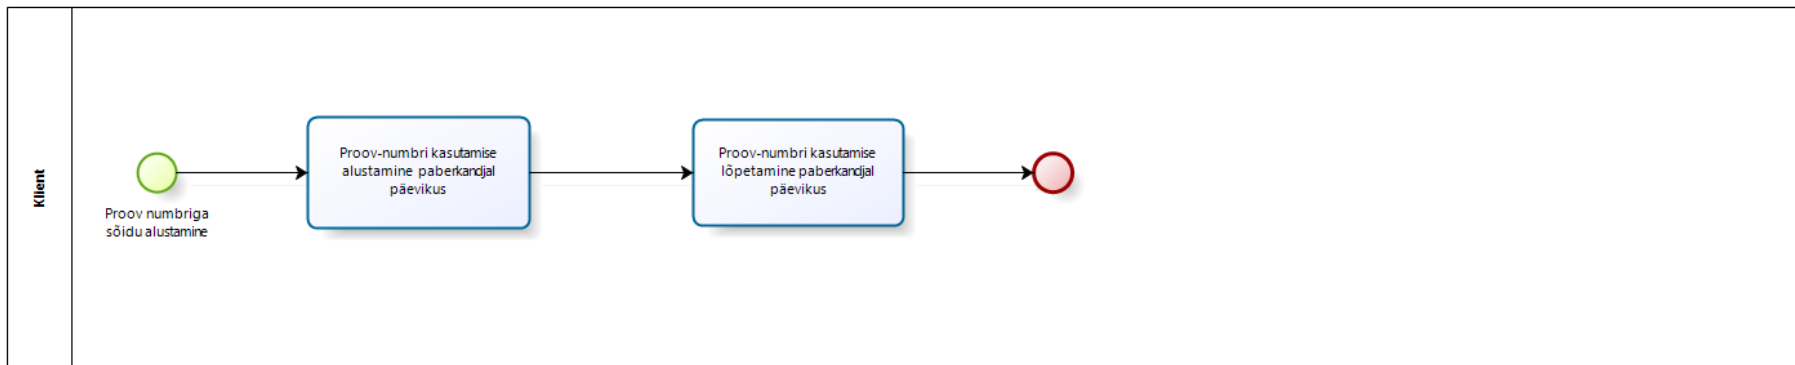 Klient
Proov numbriga
sõidu alustamine
Proov-numbri kasutamise
alustamine paberkandjal
päevikus
Proov-numbri kasutamise
lõpetamine paberkandjal
päevikus